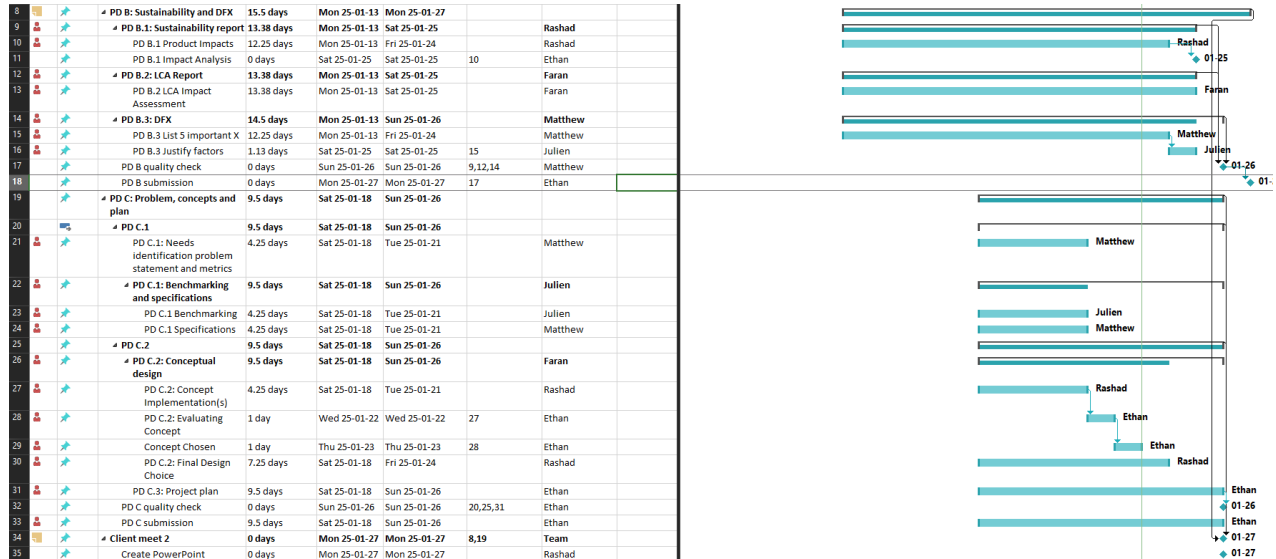 8 PD B: Sustainability and DFX 15.5 days Mon 25-01-13 Mon 25-01-27
9 PD B.1: Sustainability report 13.38 days Mon 25-01-13 Sat 25-01-25 Rashad
10 PD B.1 Product Impacts 12.25 days Mon 25-01-13 Fri 25-01-24 Rashad Rashad
11 PD B.1 Impact Analysis 0 days Sat 25-01-25 Sat 25-01-25 10 Ethan 01-25
12 PD B.2: LCA Report 13.38 days Mon 25-01-13 Sat 25-01-25 Faran
13 PD B.2 LCA Impact 13.38 days Mon 25-01-13 Sat 25-01-25 Faran Faran
Assessment
14 PD B.3: DFX 14.5 days Mon 25-01-13 Sun 25-01-26 Matthew
15 PD B.3 List 5 important X 12.25 days Mon 25-01-13 Fri 25-01-24 Matthew Matthew
16 PD B.3 Justify factors 1.13 days Sat 25-01-25 Sat 25-01-25 15 Julien Julien
17 PD B quality check 0 days Sun 25-01-26 Sun 25-01-26 9,12,14 Matthew 01-26
18 PD B submission 0 days Mon 25-01-27 Mon 25-01-27 17 Ethan 01-
19 PD C: Problem, concepts and 9.5 days Sat 25-01-18 Sun 25-01-26
plan
20 PD C.1 9.5 days Sat 25-01-18 Sun 25-01-26
21 PD C.1: Needs 4.25 days Sat 25-01-18 Tue 25-01-21 Matthew Matthew
identification problem
statement and metrics
22 PD C.1: Benchmarking 9.5 days Sat 25-01-18 Sun 25-01-26 Julien
and specifications
23 PD C.1 Benchmarking 4.25 days Sat 25-01-18 Tue 25-01-21 Julien Julien
24 PD C.1 Specifications 4.25 days Sat 25-01-18 Tue 25-01-21 Matthew Matthew
25 PD C.2 9.5 days Sat 25-01-18 Sun 25-01-26
26 PD C.2: Conceptual 9.5 days Sat 25-01-18 Sun 25-01-26 Faran
design
27 PD C.2: Concept 4.25 days Sat 25-01-18 Tue 25-01-21 Rashad Rashad
Implementation(s)
28 PD C.2: Evaluating 1 day Wed 25-01-22 Wed 25-01-22 27 Ethan Ethan
Concept
29 Concept Chosen 1 day Thu 25-01-23 Thu 25-01-23 28 Ethan Ethan
30 PD C.2: Final Design 7.25 days Sat 25-01-18 Fri 25-01-24 Rashad Rashad
Choice
31 PD C.3: Project plan 9.5 days Sat 25-01-18 Sun 25-01-26 Ethan Ethan
32 PD C quality check 0 days Sun 25-01-26 Sun 25-01-26 20,25,31 Ethan 01-26
33 PD C submission 9.5 days Sat 25-01-18 Sun 25-01-26 Ethan Ethan
34 Client meet 2 0 days Mon 25-01-27 Mon 25-01-27 8,19 Team 01-27
35 Create PowerPoint 0 days Mon 25-01-27 Mon 25-01-27 Rashad 01-27